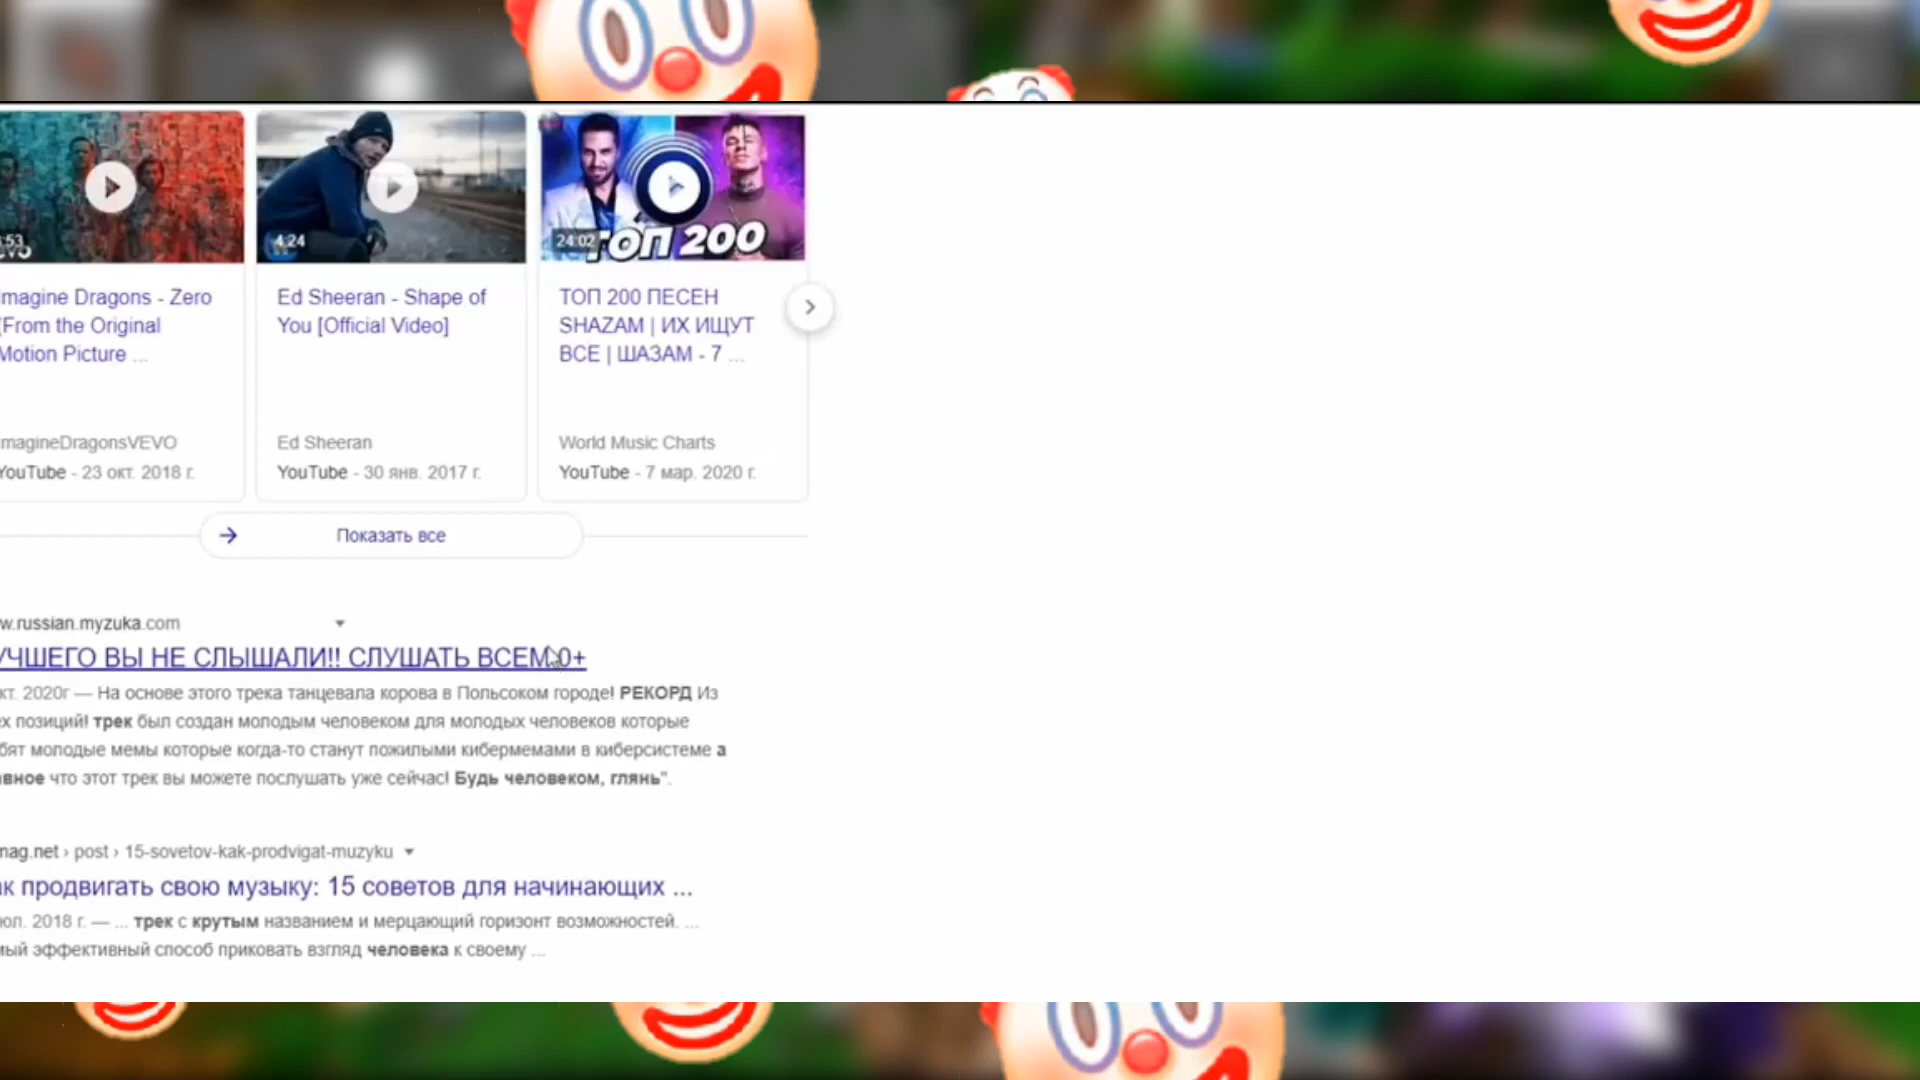 ТОП 200
:53
4:24
24:02
magine Dragons - Zero
(From the Original
Motion Picture ...
magineDragonsVEVO
YouTube - 23 окт. 2018 г.
Ed Sheeran - Shape of
You [Official Video]
Ed Sheeran
YouTube - 30 янв. 2017 г.
ТОП 200 ПЕСЕН
SHAZAM | ИХ ИЩУТ
ВСЕ | ШАЗАМ - 7 ...
World Music Charts
YouTube - 7 мар. 2020 г.
Показать все
w.russian.myzuka.com
УЧШЕГО ВЫ НЕ СЛЫШАЛИ!! СЛУШАТЬ ВСЕМ 0+
кт. 2020г — На основе этого трека танцевала корова в Польсоком городе! РЕКОРД Из
ех позиций! трек был создан молодым человеком для молодых человеков которые
бят молодые мемы которые когда-то станут пожилыми кибермемами в киберсистеме а
авное что этот трек вы можете послушать уже сейчас! Будь человеком, глянь".
mag.net › post › 15-sovetov-kak-prodvigat-muzyku
ак продвигать свою музыку: 15 советов для начинающих ...
юл. 2018 г. — ... трек с крутым названием и мерцающий горизонт возможностей. ...
мый эффективный способ приковать взгляд человека к своему ...